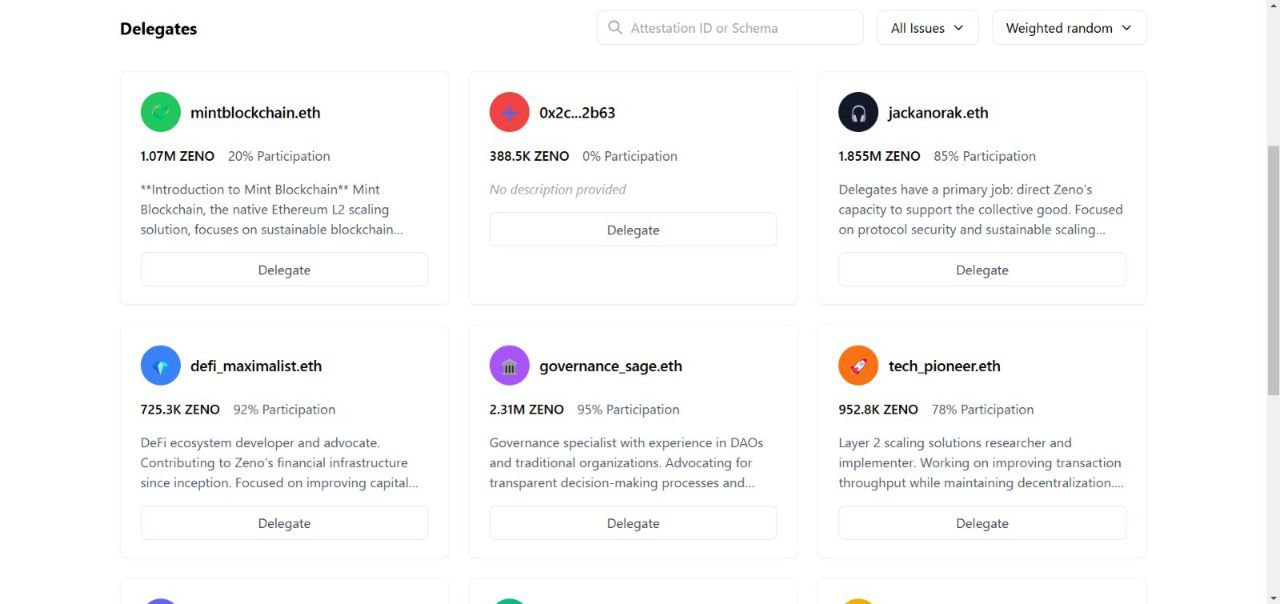 Delegates
Attestation ID or Schema
All Issues
Weighted random
mintblockchain.eth
1.07M ZENO 20% Participation
**Introduction to Mint Blockchain** Mint
Blockchain, the native Ethereum L2 scaling
solution, focuses on sustainable blockchain...
Delegate
0x2c...2b63
388.5K ZENO 0% Participation
No description provided
Delegate
jackanorak.eth
1.855M ZENO 85% Participation
Delegates have a primary job: direct Zeno's
capacity to support the collective good. Focused
on protocol security and sustainable scaling...
Delegate
defi_maximalist.eth
725.3K ZENO 92% Participation
DeFi ecosystem developer and advocate.
Contributing to Zeno's financial infrastructure
since inception. Focused on improving capital...
Delegate
governance_sage.eth
2.31M ZENO 95% Participation
Governance specialist with experience in DAOs
and traditional organizations. Advocating for
transparent decision-making processes and...
Delegate
tech_pioneer.eth
952.8K ZENO 78% Participation
Layer 2 scaling solutions researcher and
implementer. Working on improving transaction
throughput while maintaining decentralization....
Delegate